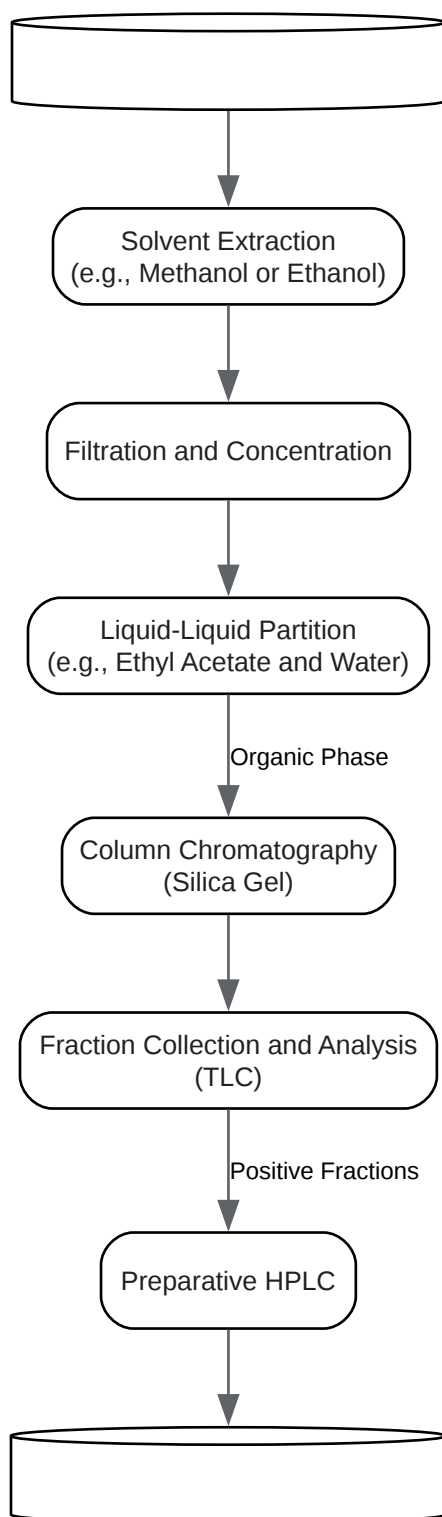 Solvent Extraction
(e.g., Methanol or Ethanol)
Filtration and Concentration
Liquid-Liquid Partition
(e.g., Ethyl Acetate and Water)
Organic Phase
Column Chromatography
(Silica Gel)
Fraction Collection and Analysis
(TLC)
Positive Fractions
Preparative HPLC